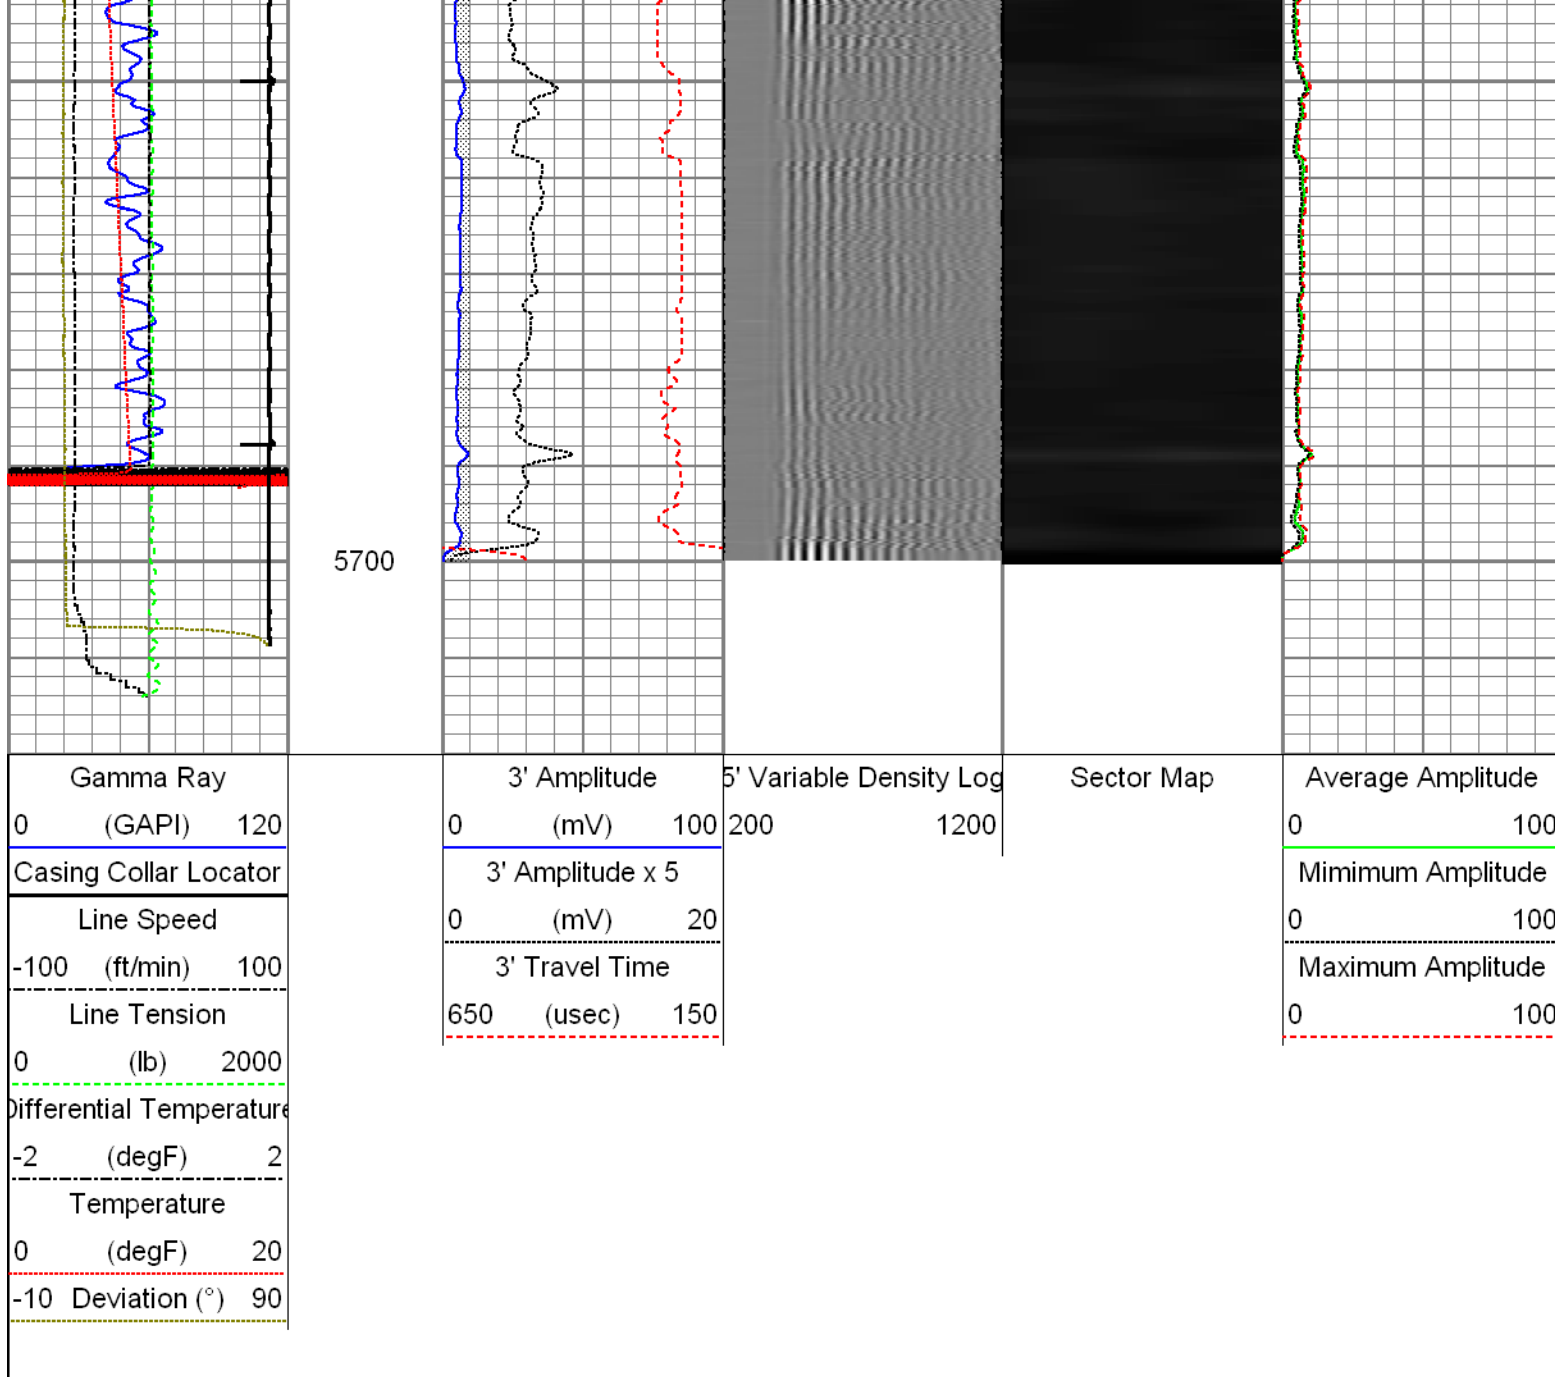 5700
Gamma Ray
0 (GAPI) 120
Casing Collar Locator
Line Speed
-100 (ft/min) 100
Line Tension
0 (lb) 2000
Differential Temperature
-2 (degF) 2
Temperature
0 (degF) 20
-10 Deviation (°) 90
3' Amplitude
0 (mV) 100
3' Amplitude x 5
0 (mV) 20
3' Travel Time
650 (usec) 150
5' Variable Density Log
200 1200
Sector Map
Average Amplitude
0 100
Mimimum Amplitude
0 100
Maximum Amplitude
0 100